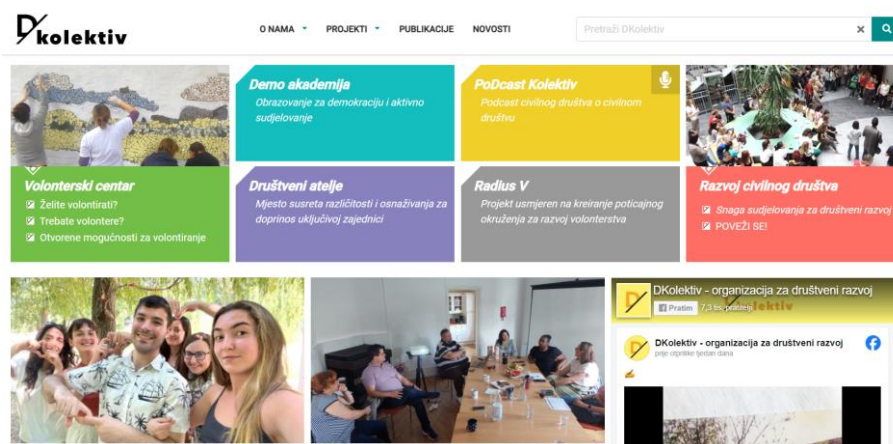 Dkolektiv
O NAMA
PROJEKTI
PUBLIKACIJE
NOVOSTI
Pretraži DKolektiv
Demo akademija
Obrazovanje za demokraciju i aktivno
sudjelovanje
PoDcast Kolektiv
Podcast civilnog društva o civilnom
društvu
Volonterski centar
Želite volontirati?
Trebate volontere?
Otvorene mogućnosti za volontiranje
Društveni atelje
Mjesto susreta različitosti i osnaživanja za
doprinos uključivoj zajednici
Radius V
Projekt usmjeren na kreiranje poticajnog
okruženja za razvoj volonterstva
Razvoj civilnog društva
Snaga sudjelovanja za društveni razvoj
POVEŽI SE!
DKolektiv - organizacija za društveni razvoj
Pratim
7,3 tis. pratitelji
DKolektiv - organizacija za društveni razvoj
prije otprilike tjedan dana